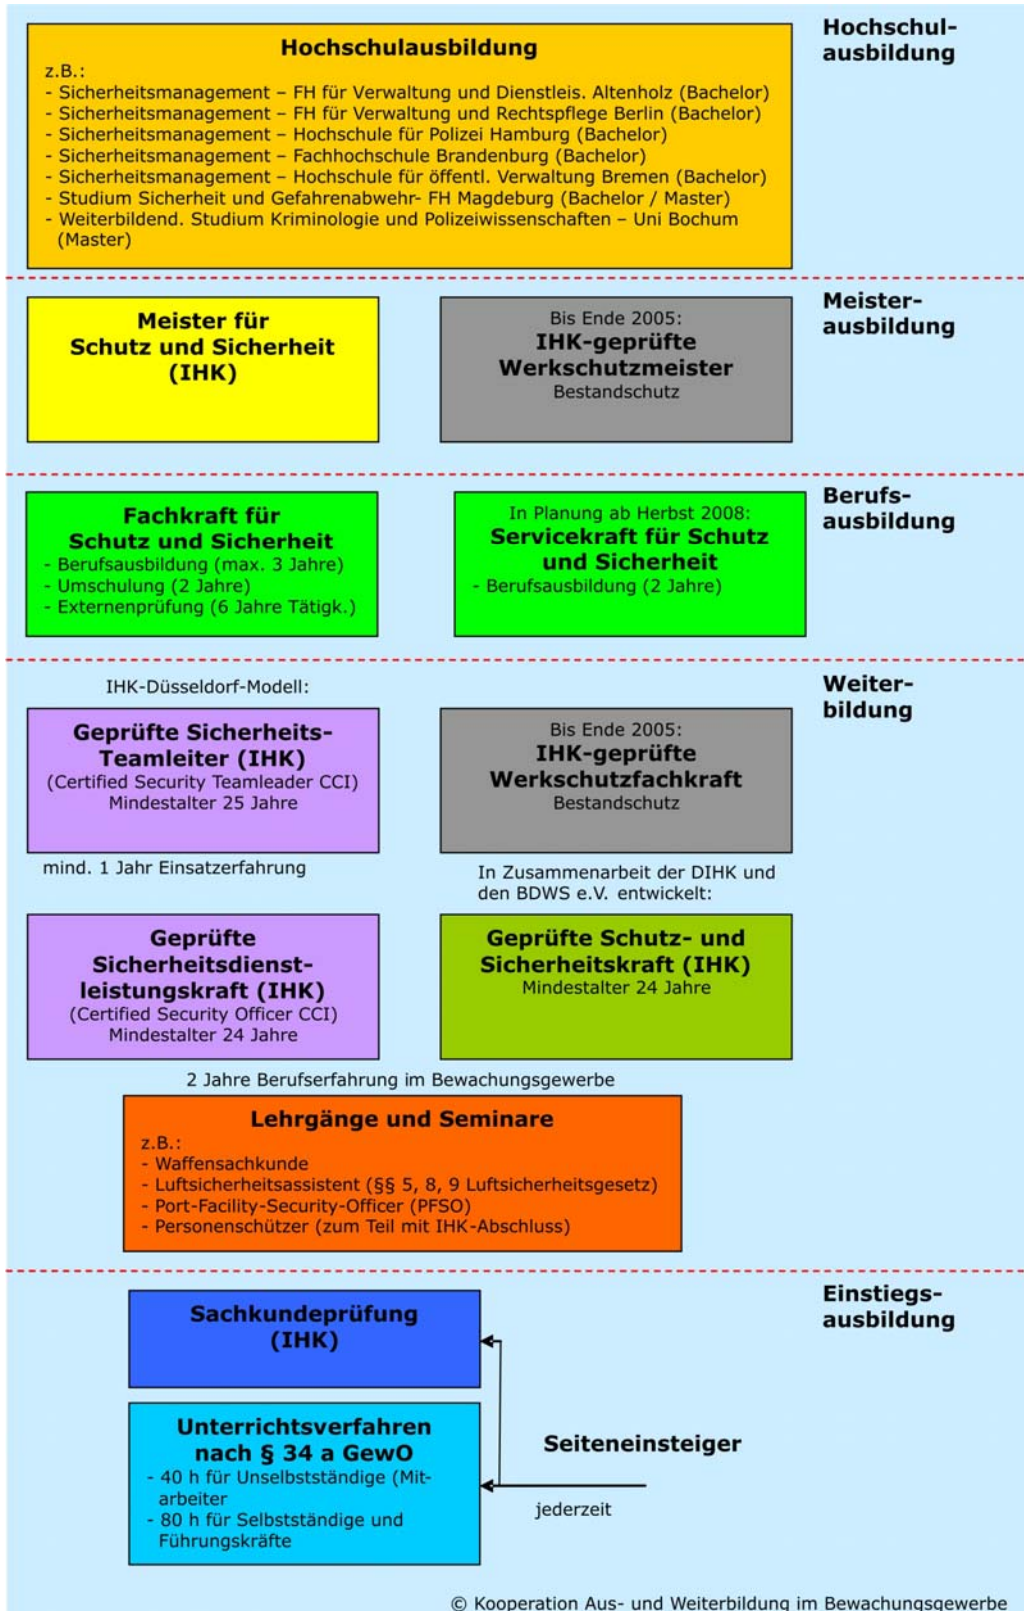 Hochschul-
ausbildung
Hochschulausbildung
z.B.:
- Sicherheitsmanagement – FH für Verwaltung und Dienstleis. Altenholz (Bachelor)
- Sicherheitsmanagement – FH für Verwaltung und Rechtspflege Berlin (Bachelor)
- Sicherheitsmanagement – Hochschule für Polizei Hamburg (Bachelor)
- Sicherheitsmanagement – Fachhochschule Brandenburg (Bachelor)
- Sicherheitsmanagement – Hochschule für öffentl. Verwaltung Bremen (Bachelor)
- Studium Sicherheit und Gefahrenabwehr- FH Magdeburg (Bachelor / Master)
- Weiterbildend. Studium Kriminologie und Polizeiwissenschaften – Uni Bochum
(Master)
Meister-
ausbildung
Meister für
Schutz und Sicherheit
(IHK)
Bis Ende 2005:
IHK-geprüfte
Werkschutzmeister
Bestandschutz
Berufs-
ausbildung
Fachkraft für
Schutz und Sicherheit
- Berufsausbildung (max. 3 Jahre)
- Umschulung (2 Jahre)
- Externenprüfung (6 Jahre Tätigk.)
In Planung ab Herbst 2008:
Servicekraft für Schutz
und Sicherheit
- Berufsausbildung (2 Jahre)
Weiter-
bildung
IHK-Düsseldorf-Modell:
Geprüfte Sicherheits-
Teamleiter (IHK)
(Certified Security Teamleader CCI)
Mindestalter 25 Jahre
Bis Ende 2005:
IHK-geprüfte
Werkschutzfachkraft
Bestandschutz
mind. 1 Jahr Einsatzerfahrung
In Zusammenarbeit der DIHK und
den BDWS e.V. entwickelt:
Geprüfte
Sicherheitsdienst-
leistungskraft (IHK)
(Certified Security Officer CCI)
Mindestalter 24 Jahre
Geprüfte Schutz- und
Sicherheitskraft (IHK)
Mindestalter 24 Jahre
2 Jahre Berufserfahrung im Bewachungsgewerbe
Lehrgänge und Seminare
z.B.:
- Waffensachkunde
- Luftsicherheitsassistent (§§ 5, 8, 9 Luftsicherheitsgesetz)
- Port-Facility-Security-Officer (PFSO)
- Personenschützer (zum Teil mit IHK-Abschluss)
Einstiegs-
ausbildung
Sachkundeprüfung
(IHK)
Unterrichtsverfahren
nach § 34 a GewO
- 40 h für Unselbstständige (Mit-
arbeiter
- 80 h für Selbstständige und
Führungskräfte
Seiteneinsteiger
jederzeit
© Kooperation Aus- und Weiterbildung im Bewachungsgewerbe